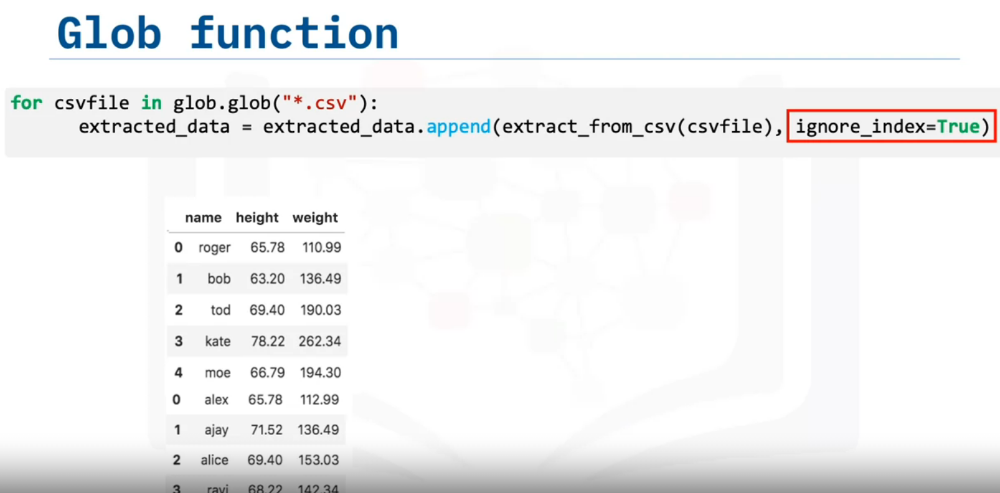 Glob function
for csvfile in glob.glob("*.csv"):
extracted_data = extracted_data.append(extract_from_csv(csvfile), ignore_index=True)
name height weight
0 roger 65.78 110.99
1 bob 63.20 136.49
2 tod 69.40 190.03
3 kate 78.22 262.34
4 moe 66.79 194.30
0 alex 65.78 112.99
1 ajay 71.52 136.49
2 alice 69.40 153.03
3 ravi 68.22 142.34